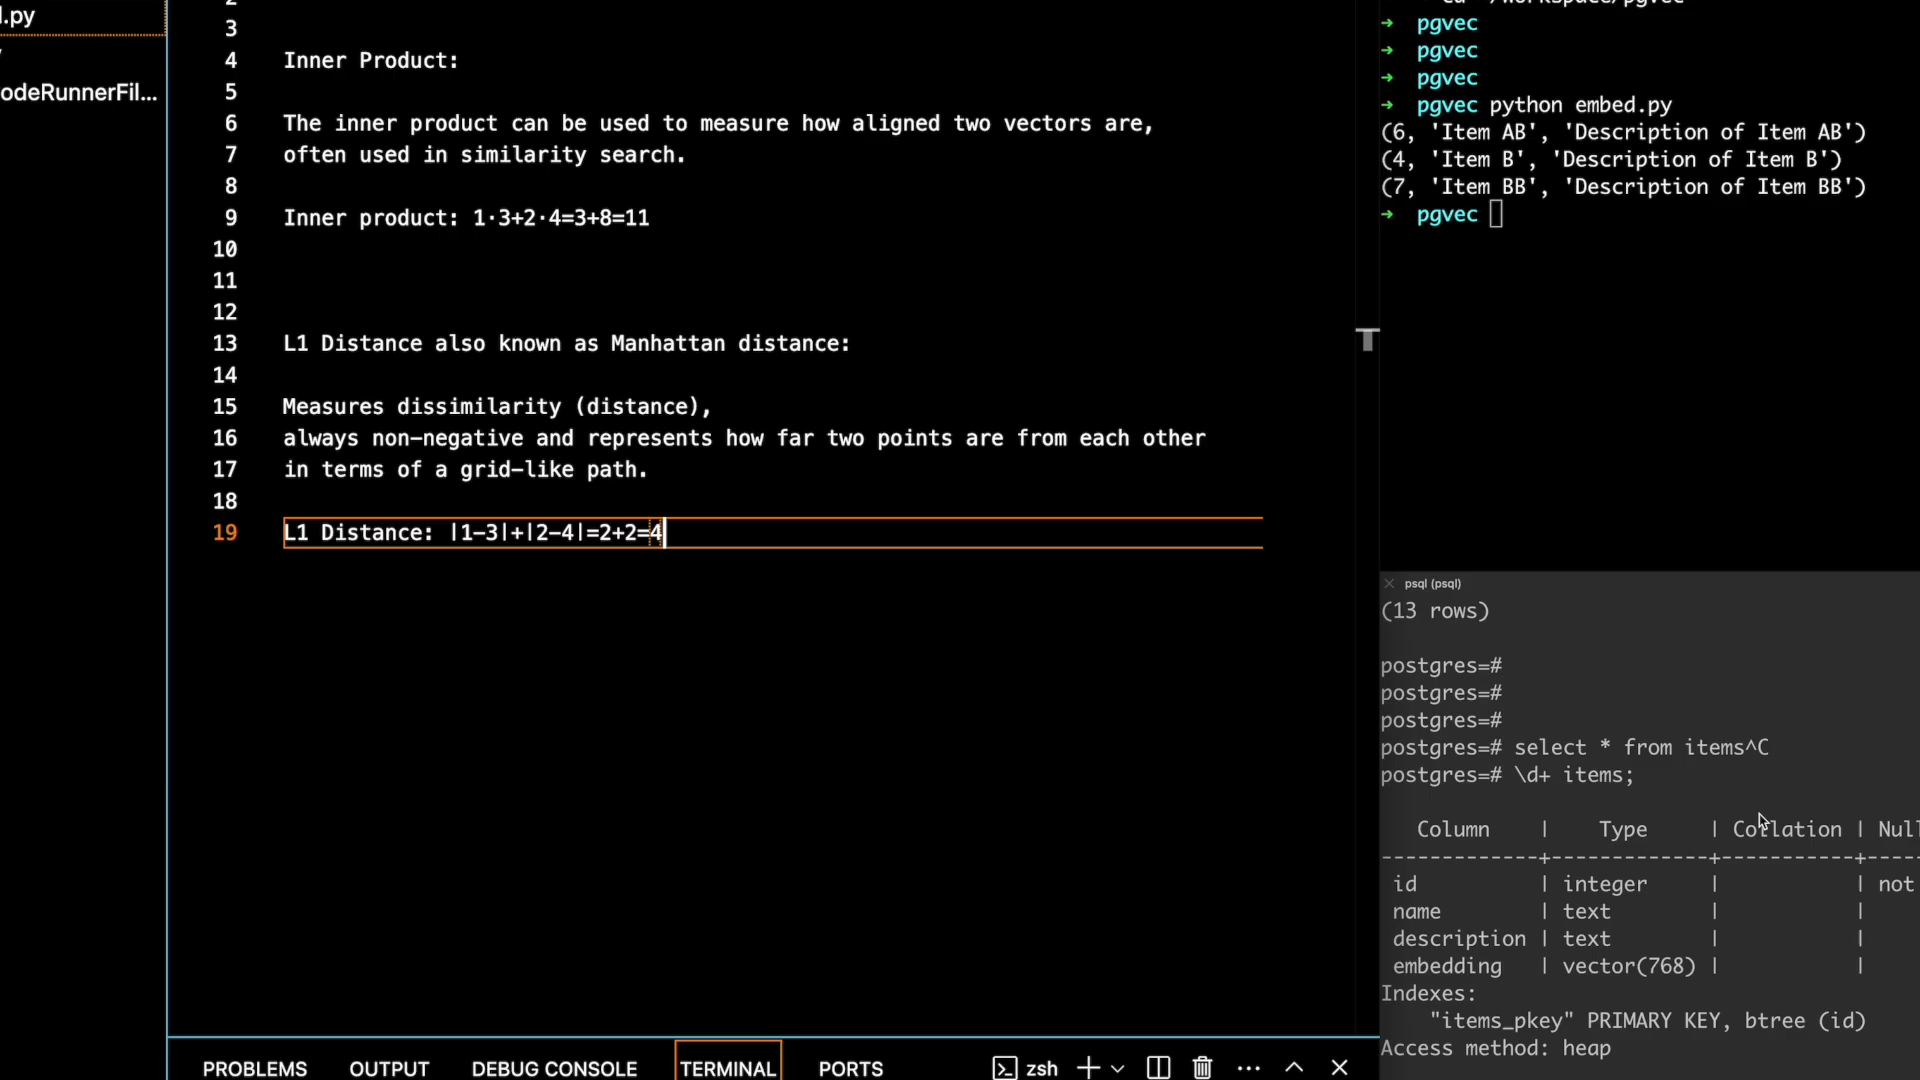 l.py
odeRunnerFil...
3
4 Inner Product:
5
6 The inner product can be used to measure how aligned two vectors are,
7 often used in similarity search.
8
9 Inner product: 1·3+2·4=3+8=11
10
11
12
13 L1 Distance also known as Manhattan distance:
14
15 Measures dissimilarity (distance),
16 always non-negative and represents how far two points are from each other
17 in terms of a grid-like path.
18
19 L1 Distance: |1-3|+|2-4|=2+2=4
PROBLEMS OUTPUT DEBUG CONSOLE TERMINAL PORTS zsh
→ pgvec
→ pgvec
→ pgvec
→ pgvec python embed.py
(6, 'Item AB', 'Description of Item AB')
(4, 'Item B', 'Description of Item B')
(7, 'Item BB', 'Description of Item BB')
→ pgvec
psql (psql)
(13 rows)
postgres=#
postgres=#
postgres=#
postgres=# select * from items^C
postgres=# \d+ items;
Column | Type | Collation | Null
-------------+-------------+-----------+----
id | integer | | not
name | text | |
description | text | |
embedding | vector(768) | |
Indexes:
"items_pkey" PRIMARY KEY, btree (id)
Access method: heap